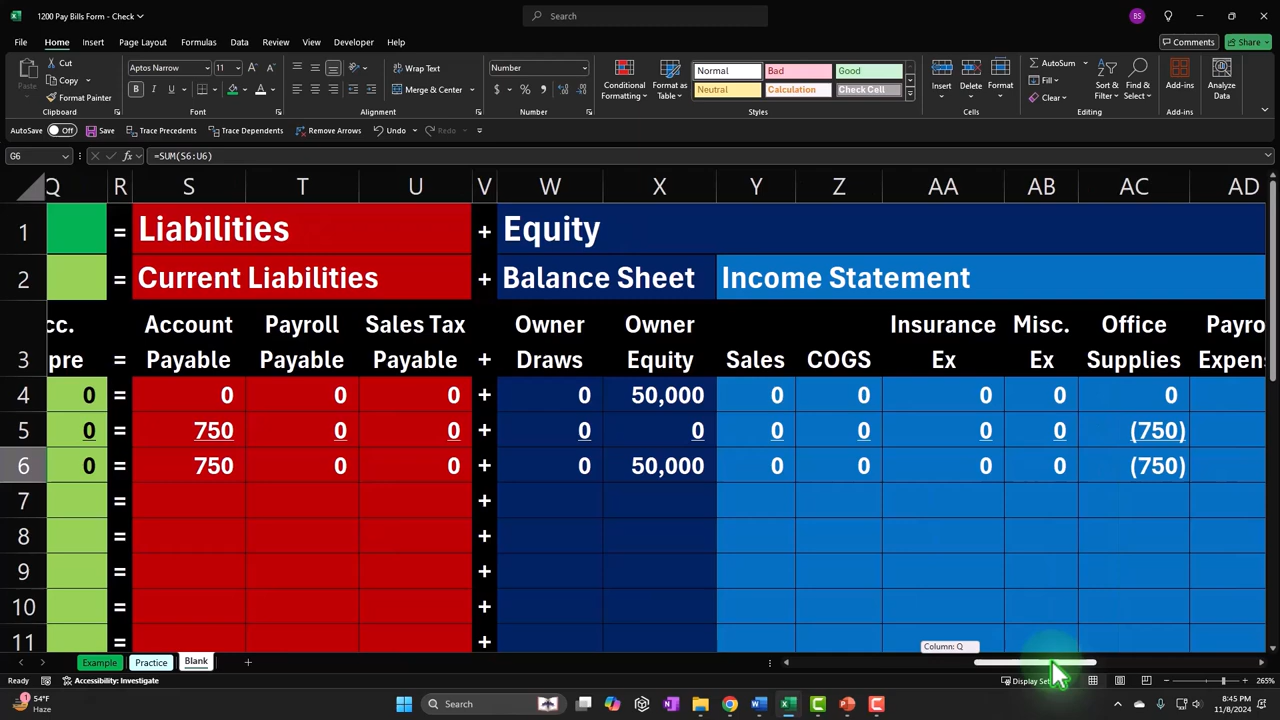 1200 Pay Bills Form - Check
Search
BS
File Home Insert Page Layout Formulas Data Review View Developer Help
Comments Share
Cut
Copy
Format Painter
Paste
Clipboard
Aptos Narrow 11
B I U
Font
Wrap Text
Merge & Center
Alignment
Number
$ % 9
Number
Conditional Formatting
Format as Table
Normal Bad Good
Neutral Calculation Check Cell
Styles
Insert Delete Format
Cells
AutoSum
Fill
Clear
Sort & Filter
Find & Select
Editing
Add-ins
Add-ins
Analyze Data
AutoSave Off Save Trace Precedents Trace Dependents Remove Arrows Undo Redo
G6 fx =SUM(S6:U6)
Q R S T U V W X Y Z AA AB AC AD
1 = Liabilities + Equity
2 = Current Liabilities + Balance Sheet Income Statement
cc. Account Payroll Sales Tax Owner Owner Insurance Misc. Office Payro
3 pre = Payable Payable Payable + Draws Equity Sales COGS Ex Ex Supplies Expens
4 0 = 0 0 0 + 0 50,000 0 0 0 0 0
5 0 = 750 0 0 + 0 0 0 0 0 0 (750)
6 0 = 750 0 0 + 0 50,000 0 0 0 0 (750)
7 = +
8 = +
9 = +
10 = +
11 = +
Column: Q
Example Practice Blank
Ready Accessibility: Investigate
Display Set
265%
54°F
Haze
Search
8:45 PM
11/8/2024